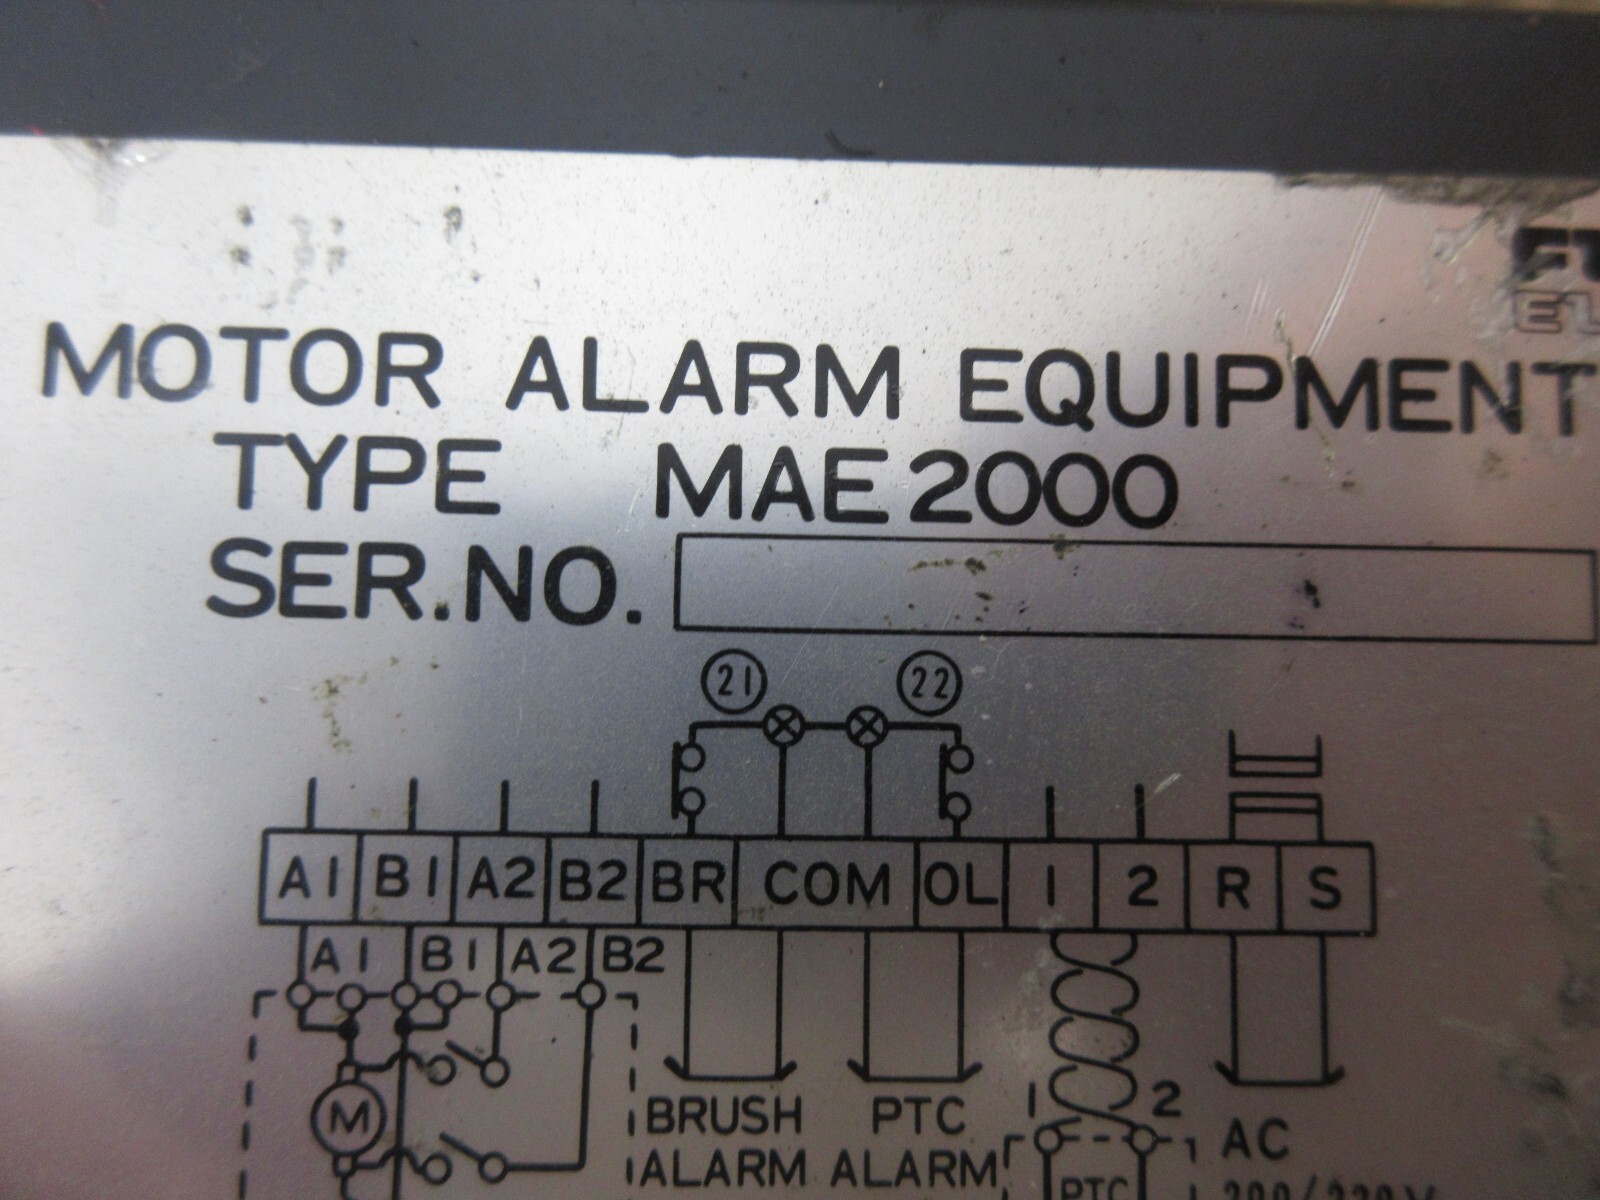 MOTOR ALARM EQUIPMENT
TYPE MAE2000
SER.NO.
21 22
A1 B1 A2 B2 BR COM OL 1 2 R S
A1 B1 A2 B2
M
BRUSH ALARM
PTC ALARM
1 2
PTC
AC